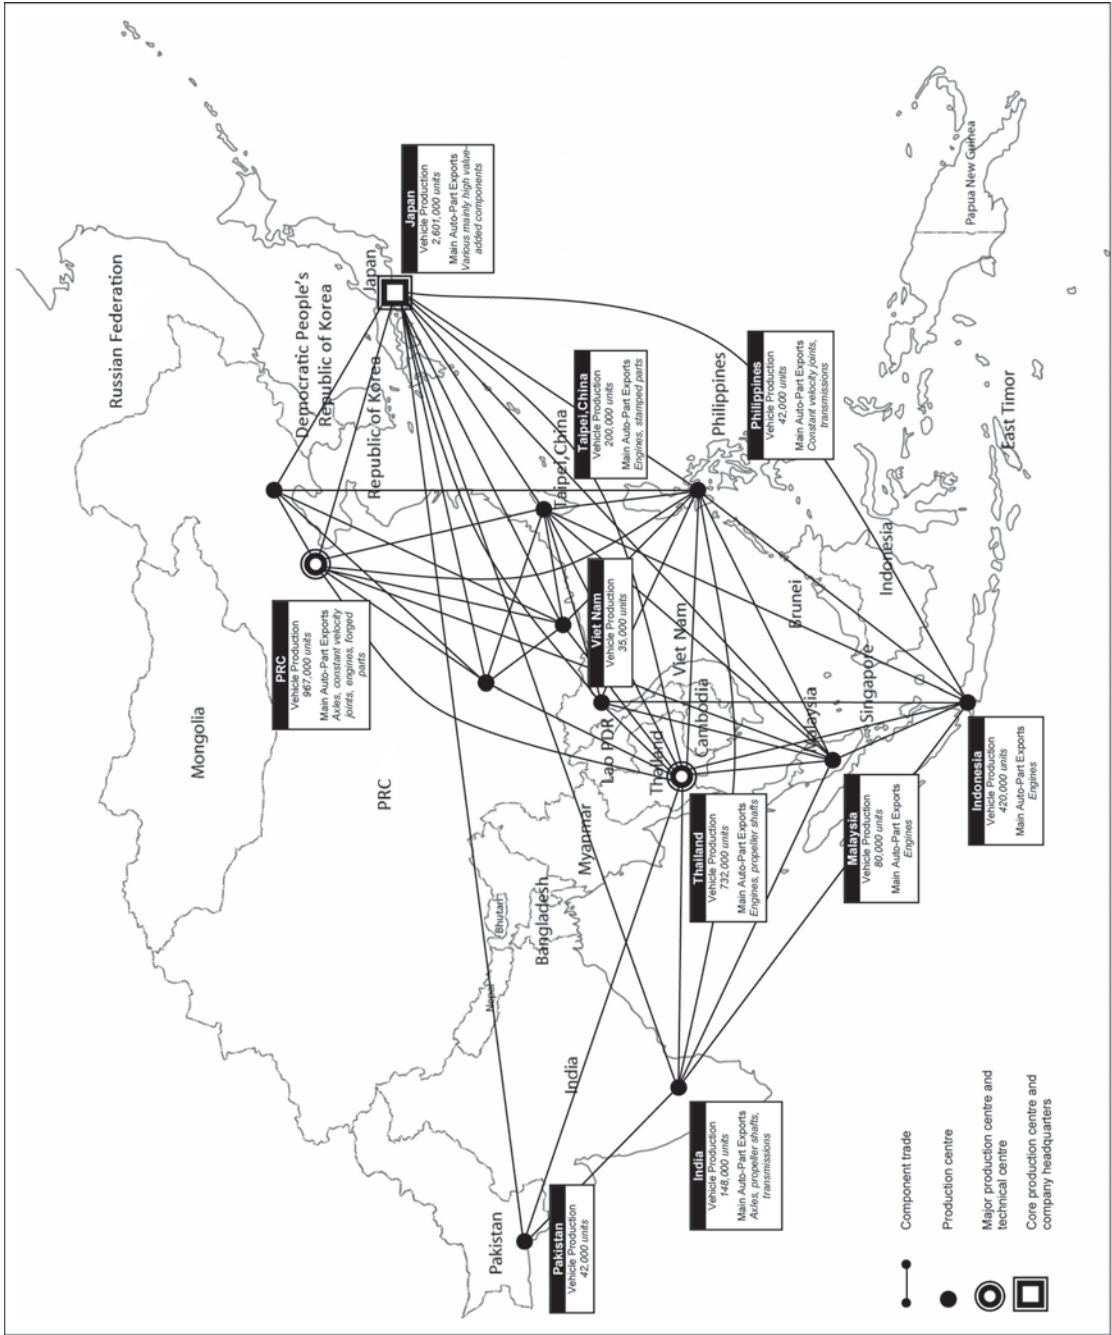 Russian Federation
Mongolia
Democratic People's
Republic of Korea
Japan
Republic of Korea
PRC
PRC
Vehicle Production
967,000 units
Main Auto-Part Exports
Axles, constant velocity
joints, engines, forged
parts
Japan
Vehicle Production
2,601,000 units
Main Auto-Part Exports
Various mainly high value-
added components
Pakistan
Nepal
Bhutan
Bangladesh
India
Myanmar
Lao PDR
Thailand
Cambodia
Viet Nam
Taipei,China
Philippines
Malaysia
Singapore
Brunei
Indonesia
East Timor
Papua New Guinea
Pakistan
Vehicle Production
42,000 units
Viet Nam
Vehicle Production
35,000 units
Taipei,China
Vehicle Production
200,000 units
Main Auto-Part Exports
Engines, stamped parts
India
Vehicle Production
148,000 units
Main Auto-Part Exports
Axles, propeller shafts,
transmissions
Thailand
Vehicle Production
732,000 units
Main Auto-Part Exports
Engines, propeller shafts
Philippines
Vehicle Production
42,000 units
Main Auto-Part Exports
Constant velocity joints,
transmissions
Malaysia
Vehicle Production
80,000 units
Main Auto-Part Exports
Engines
Indonesia
Vehicle Production
420,000 units
Main Auto-Part Exports
Engines
Component trade
Production centre
Major production centre and
technical centre
Core production centre and
company headquarters